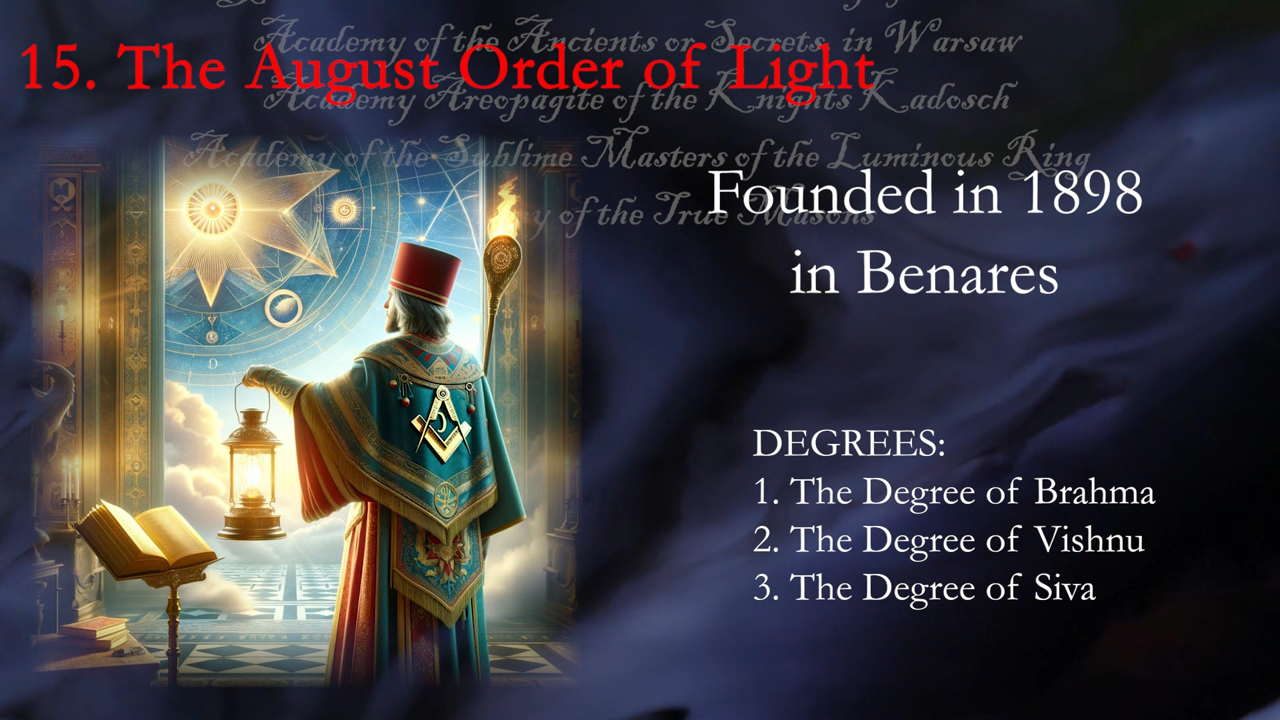 Academy of the Ancients or Secrets, in Warsaw
15. The August Order of Light
Academy Areopagite of the Knights Kadosch
Academy of the Sublime Masters of the Luminous Ring
of the True Masons
Founded in 1898
in Benares
DEGREES:
1. The Degree of Brahma
2. The Degree of Vishnu
3. The Degree of Siva